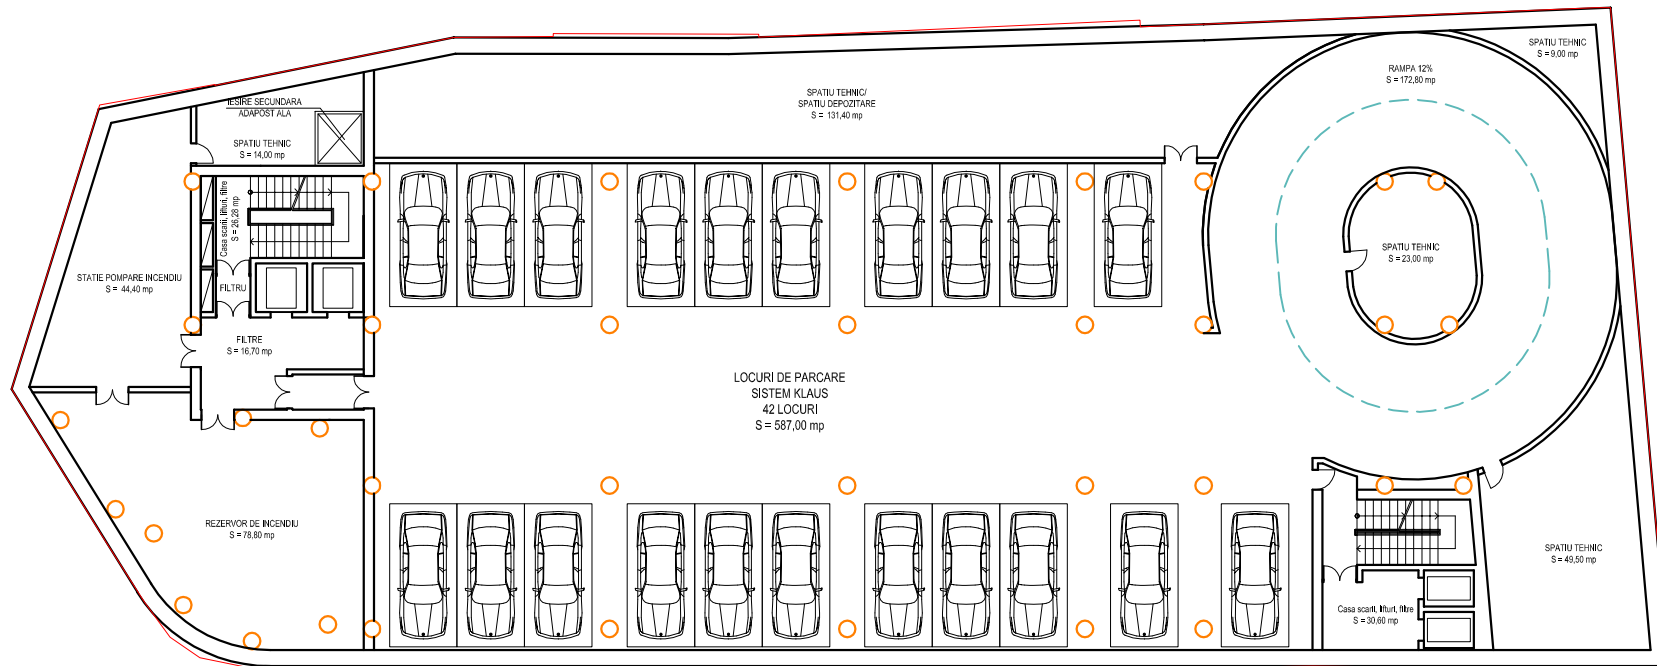 SPATIU TEHNIC
S = 9,00 mp
RAMPA 12%
S = 172,80 mp
SPATIU TEHNIC/
SPATIU DEPOZITARE
S = 131,40 mp
IESIRE SECUNDARA
ADAPOST ALA
SPATIU TEHNIC
S = 14,00 mp
Casa scarii, lifturi, filtre
S = 26,28 mp
SPATIU TEHNIC
S = 23,00 mp
STATIE POMPARE INCENDIU
S = 44,40 mp
FILTRU
FILTRE
S = 16,70 mp
LOCURI DE PARCARE
SISTEM KLAUS
42 LOCURI
S = 587,00 mp
REZERVOR DE INCENDIU
S = 78,80 mp
SPATIU TEHNIC
S = 49,50 mp
Casa scarii, lifturi, filtre
S = 30,60 mp